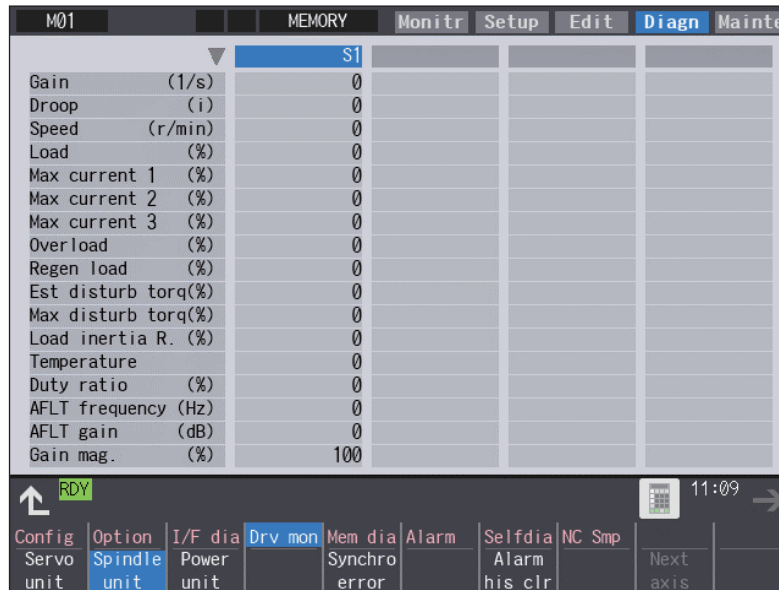 M01 MEMORY Monitr Setup Edit Diagn Mainte
S1
Gain (1/s) 0
Droop (i) 0
Speed (r/min) 0
Load (%) 0
Max current 1 (%) 0
Max current 2 (%) 0
Max current 3 (%) 0
Overload (%) 0
Regen load (%) 0
Est disturb torq(%) 0
Max disturb torq(%) 0
Load inertia R. (%) 0
Temperature 0
Duty ratio (%) 0
AFLT frequency (Hz) 0
AFLT gain (dB) 0
Gain mag. (%) 100
RDY 11:09
Config Option I/F dia Drv mon Mem dia Alarm Selfdia NC Smp
Servo Spindle Power Synchro Alarm Next
unit unit unit error his clr axis